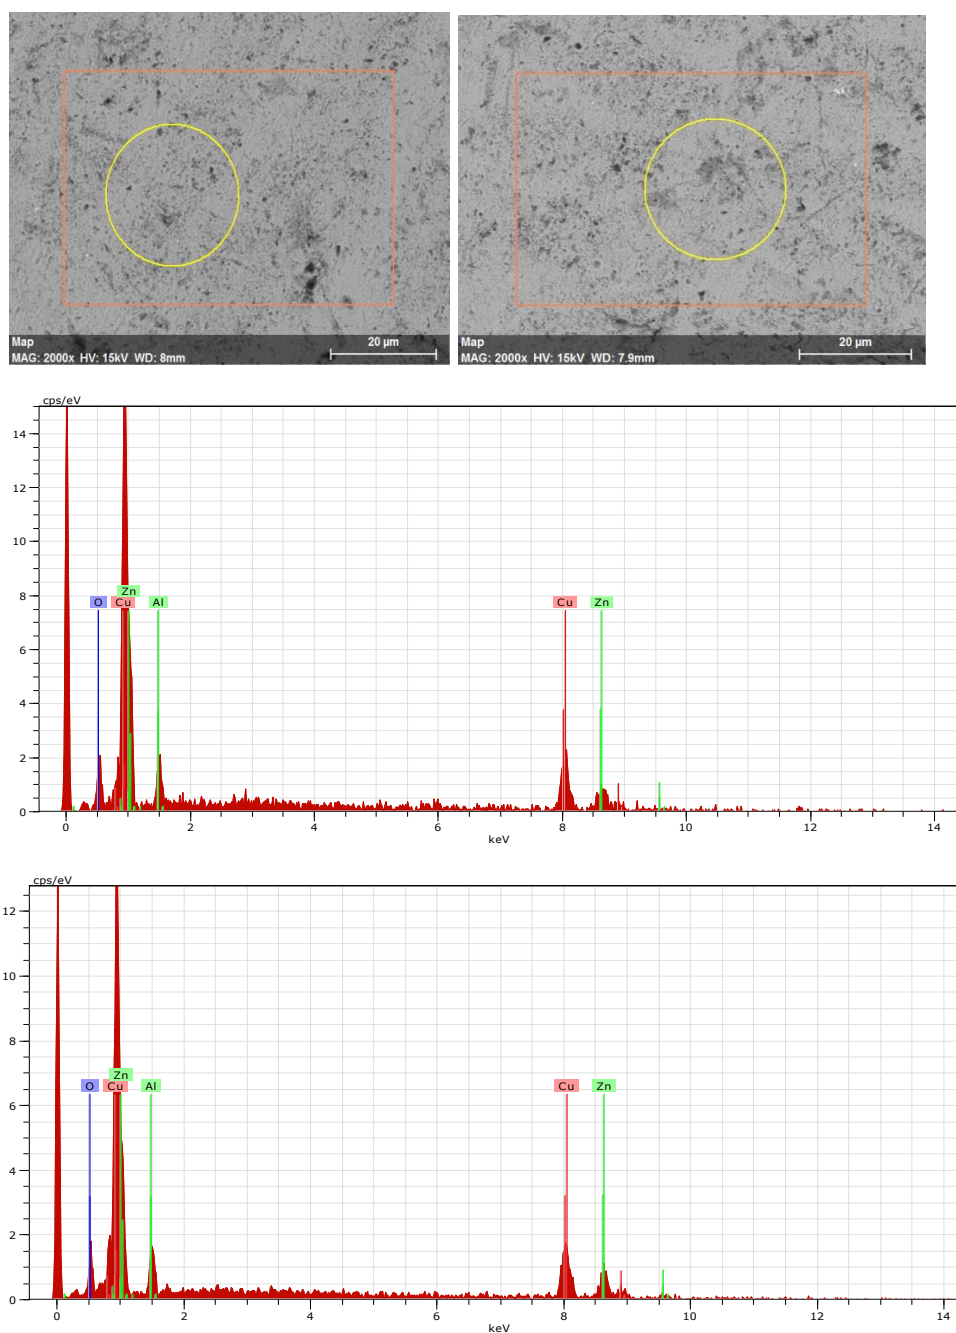 Map
MAG: 2000x HV: 15kV WD: 8mm
20 µm
Map
MAG: 2000x HV: 15kV WD: 7.9mm
20 µm
cps/eV
14
12
10
8
6
4
2
0
Zn
O Cu Al
Cu Zn
0 2 4 6 8 10 12 14
keV
cps/eV
12
10
8
6
4
2
0
Zn
O Cu Al
Cu Zn
0 2 4 6 8 10 12 14
keV